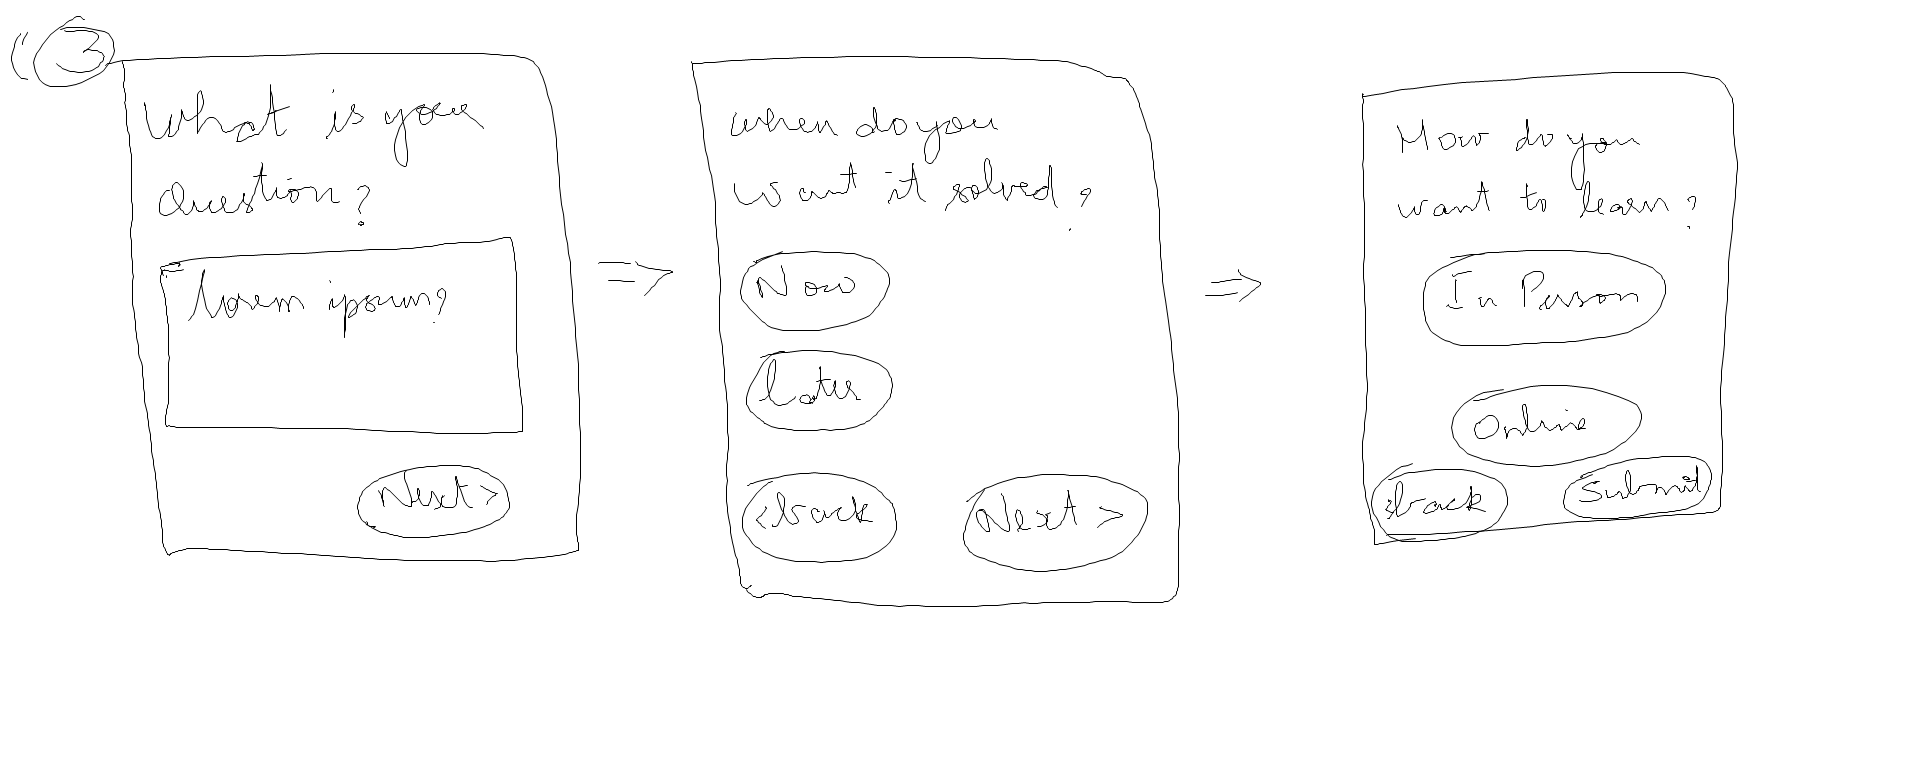 3
What is your
Question?
Lorem ipsum?
Next >
when do you
want it solved?
Now
Later
< back
Next >
How do you
want to learn?
In Person
Online
< back
Submit